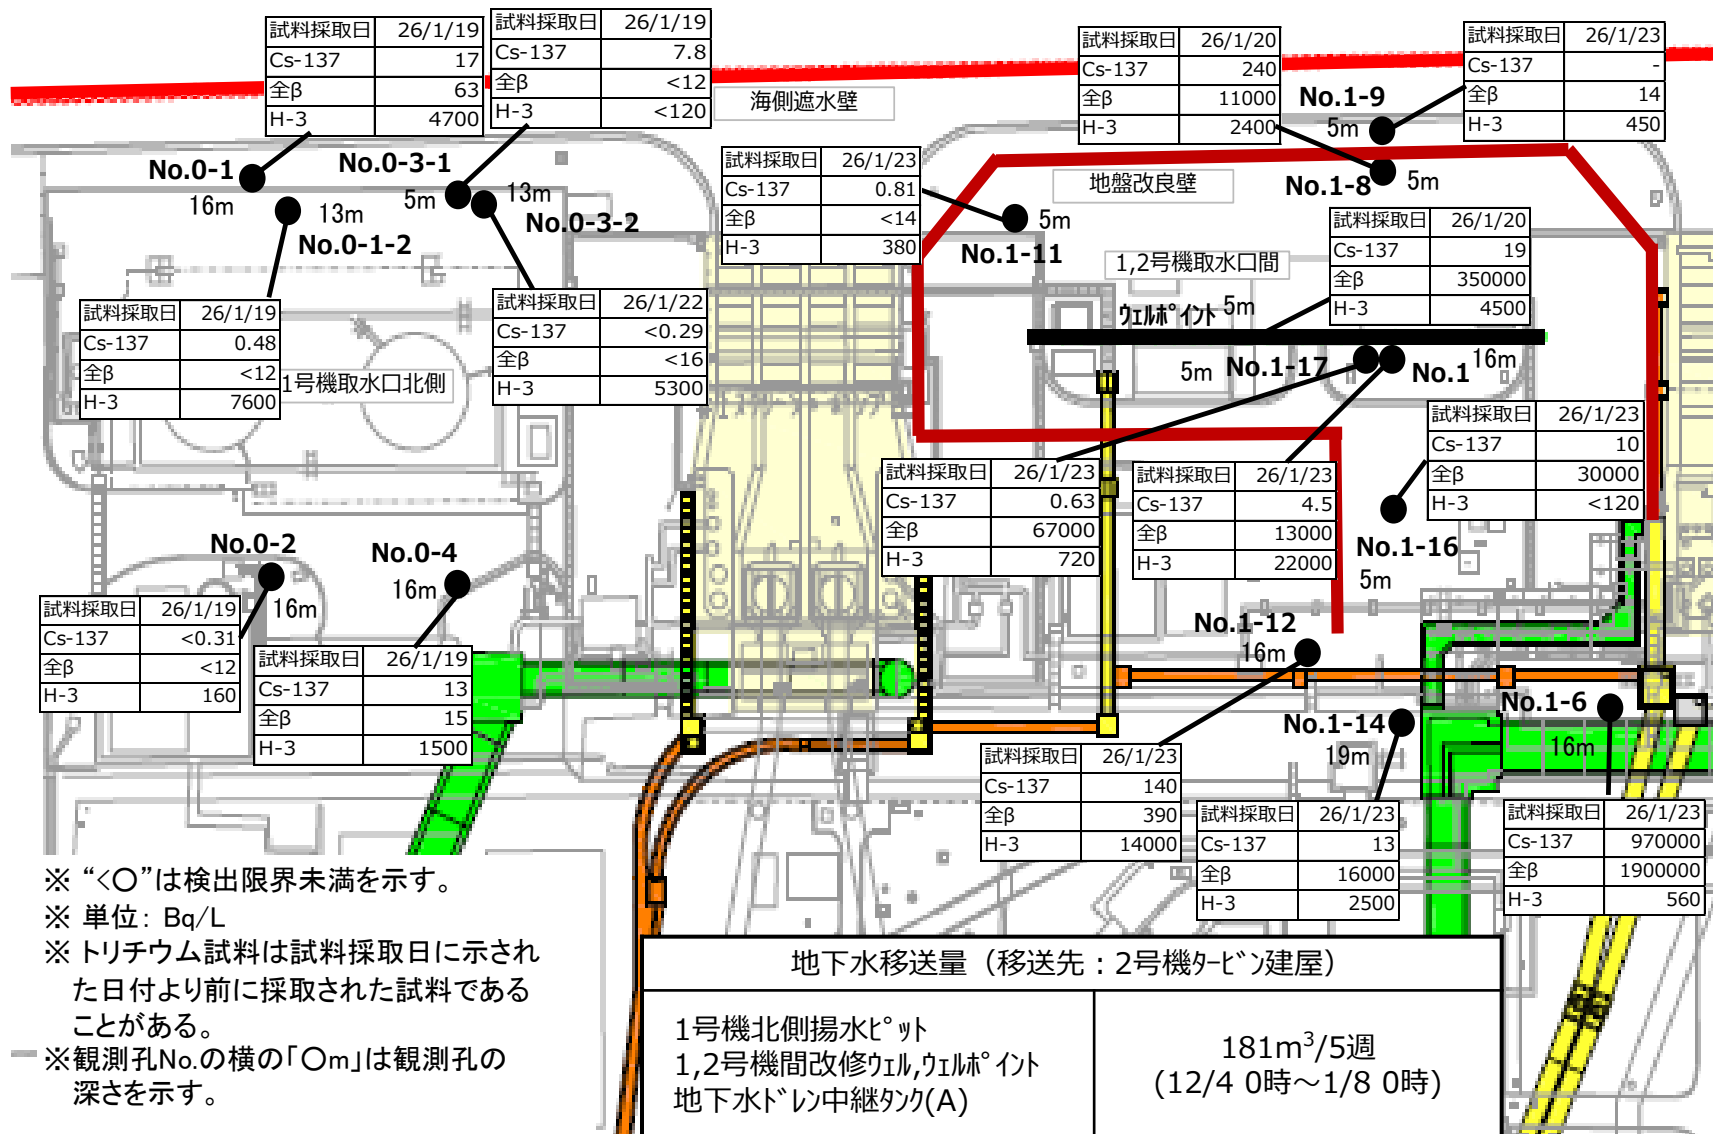 試料採取日 26/1/19
Cs-137 17
全β 63
H-3 4700
試料採取日 26/1/19
Cs-137 7.8
全β <12
H-3 <120
海側遮水壁
試料採取日 26/1/20
Cs-137 240
全β 11000
H-3 2400
試料採取日 26/1/23
Cs-137 -
全β 14
H-3 450
No.1-9
5m
No.0-1
16m
No.0-3-1
5m
13m
No.0-3-2
13m
No.0-1-2
試料採取日 26/1/23
Cs-137 0.81
全β <14
H-3 380
5m
No.1-11
地盤改良壁
No.1-8
5m
試料採取日 26/1/20
Cs-137 19
全β 350000
H-3 4500
1,2号機取水口間
ウェルポイント 5m
試料採取日 26/1/19
Cs-137 0.48
全β <12
H-3 7600
1号機取水口北側
試料採取日 26/1/22
Cs-137 <0.29
全β <16
H-3 5300
5m No.1-17
No.1 16m
試料採取日 26/1/23
Cs-137 10
全β 30000
H-3 <120
試料採取日 26/1/23
Cs-137 0.63
全β 67000
H-3 720
試料採取日 26/1/23
Cs-137 4.5
全β 13000
H-3 22000
No.1-16
5m
No.0-2
16m
No.0-4
16m
試料採取日 26/1/19
Cs-137 <0.31
全β <12
H-3 160
試料採取日 26/1/19
Cs-137 13
全β 15
H-3 1500
No.1-12
16m
No.1-14
19m
No.1-6
16m
試料採取日 26/1/23
Cs-137 140
全β 390
H-3 14000
試料採取日 26/1/23
Cs-137 13
全β 16000
H-3 2500
試料採取日 26/1/23
Cs-137 970000
全β 1900000
H-3 560
※ “<○”は検出限界未満を示す。
※ 単位: Bq/L
※ トリチウム試料は試料採取日に示され
た日付より前に採取された試料である
ことがある。
※観測孔No.の横の「○m」は観測孔の
深さを示す。
地下水移送量（移送先：2号機ﾀｰﾋﾞﾝ建屋）
1号機北側揚水ﾋﾟｯﾄ
1,2号機間改修ｳｪﾙ,ｳｪﾙﾎﾟｲﾝﾄ
地下水ﾄﾞﾚﾝ中継ﾀﾝｸ(A)
181m³/5週
(12/4 0時～1/8 0時)